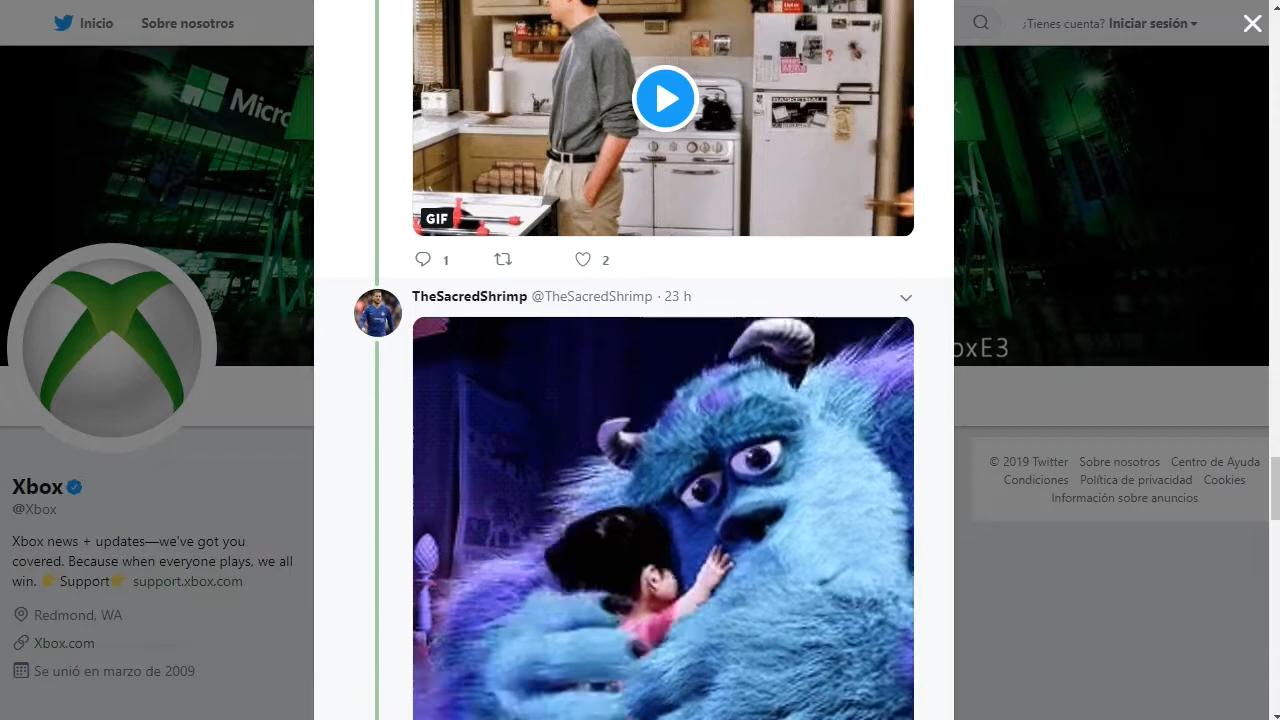 Inicio
Sobre nosotros
¿Tienes cuenta? Iniciar sesión
Micro
BASKETBALL
GIF
1
2
TheSacredShrimp @TheSacredShrimp · 23 h
oxE3
Xbox
@Xbox
Xbox news + updates—we've got you
covered. Because when everyone plays, we all
win. 👉Support👉 support.xbox.com
Redmond, WA
Xbox.com
Se unió en marzo de 2009
© 2019 Twitter Sobre nosotros Centro de Ayuda
Condiciones Política de privacidad Cookies
Información sobre anuncios